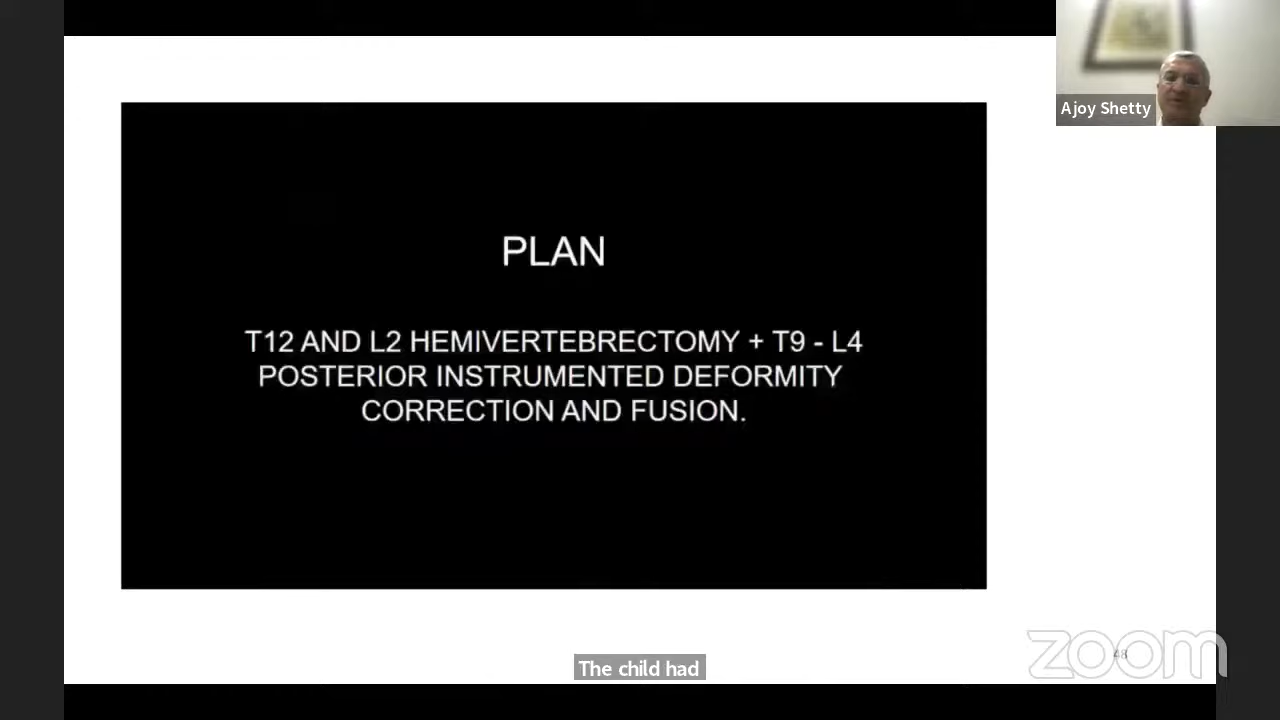 Ajoy Shetty
PLAN
T12 AND L2 HEMIVERTEBRECTOMY + T9 - L4
POSTERIOR INSTRUMENTED DEFORMITY
CORRECTION AND FUSION.
The child had
zoom
48